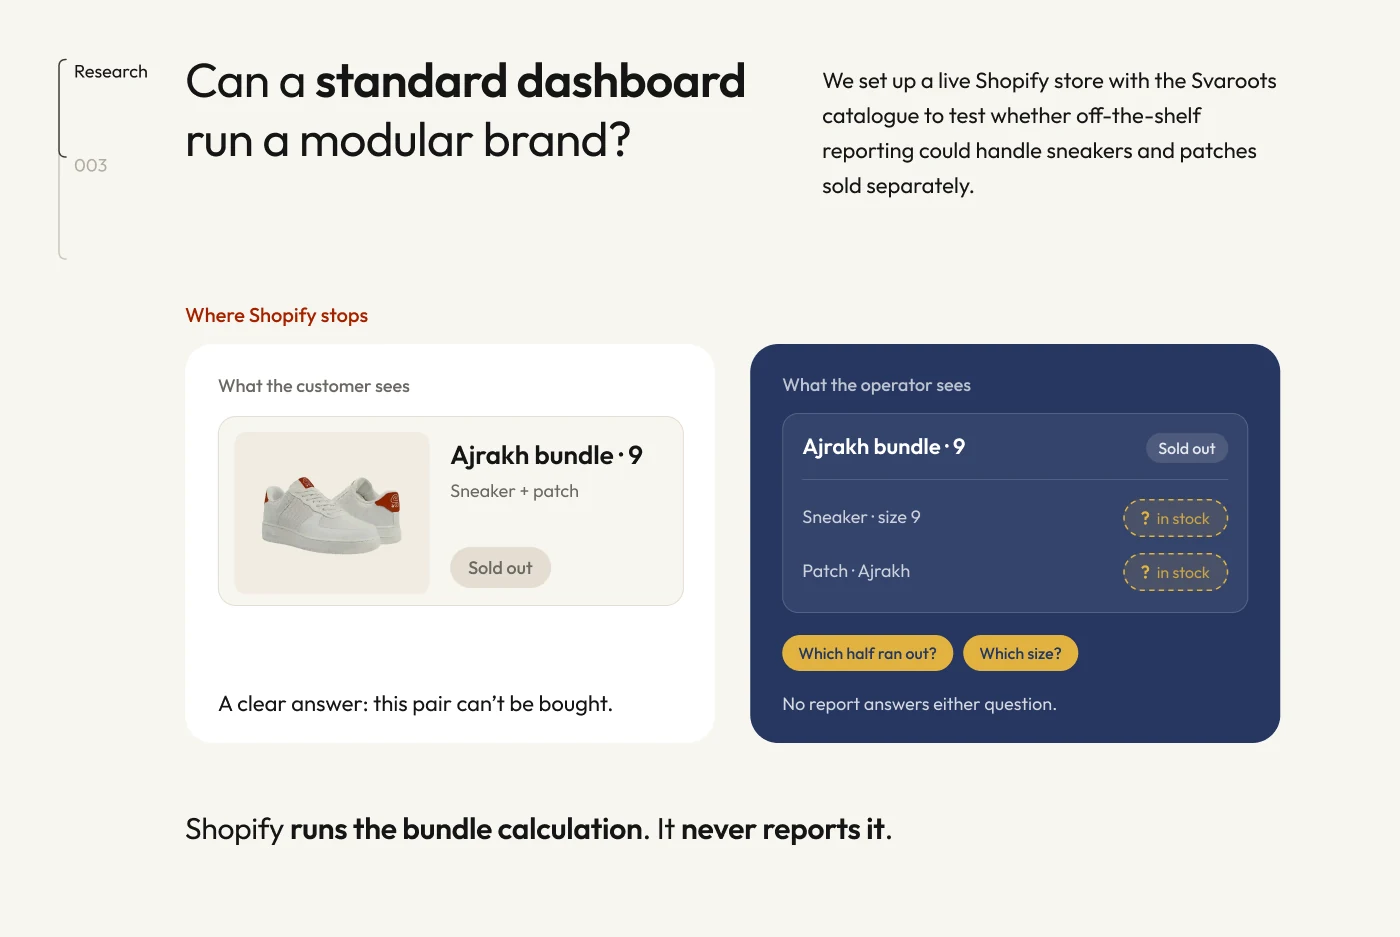 Research
003
Can a standard dashboard
run a modular brand?
We set up a live Shopify store with the Svaroots
catalogue to test whether off-the-shelf
reporting could handle sneakers and patches
sold separately.
Where Shopify stops
What the customer sees
Ajrakh bundle · 9
Sneaker + patch
Sold out
A clear answer: this pair can’t be bought.
What the operator sees
Ajrakh bundle · 9
Sold out
Sneaker · size 9
? in stock
Patch · Ajrakh
? in stock
Which half ran out?
Which size?
No report answers either question.
Shopify runs the bundle calculation. It never reports it.